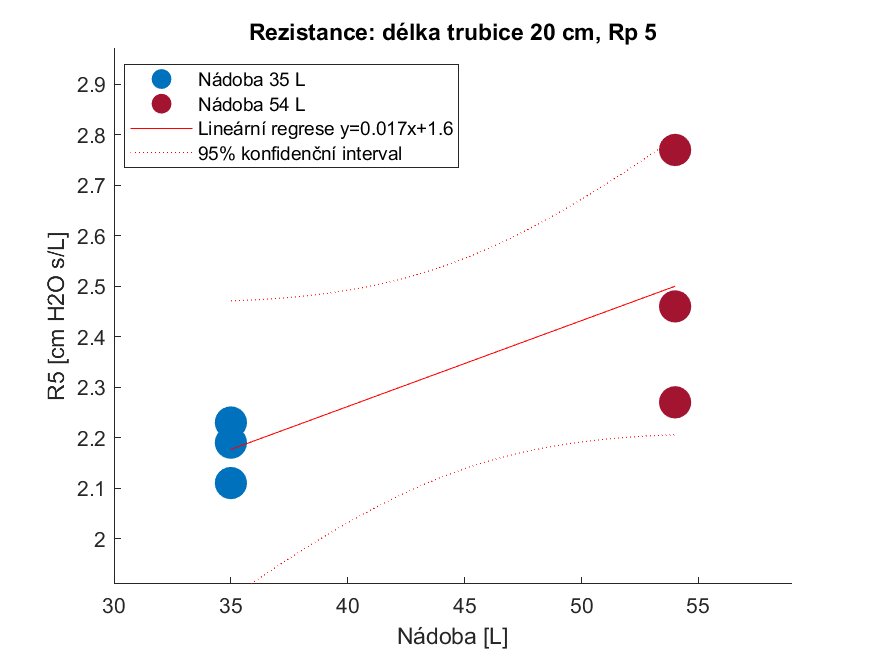 Rezistance: délka trubice 20 cm, Rp 5
Nádoba 35 L
Nádoba 54 L
Lineární regrese y=0.017x+1.6
95% konfidenční interval
R5 [cm H2O s/L]
2.9
2.8
2.7
2.6
2.5
2.4
2.3
2.2
2.1
2
30
35
40
45
50
55
Nádoba [L]